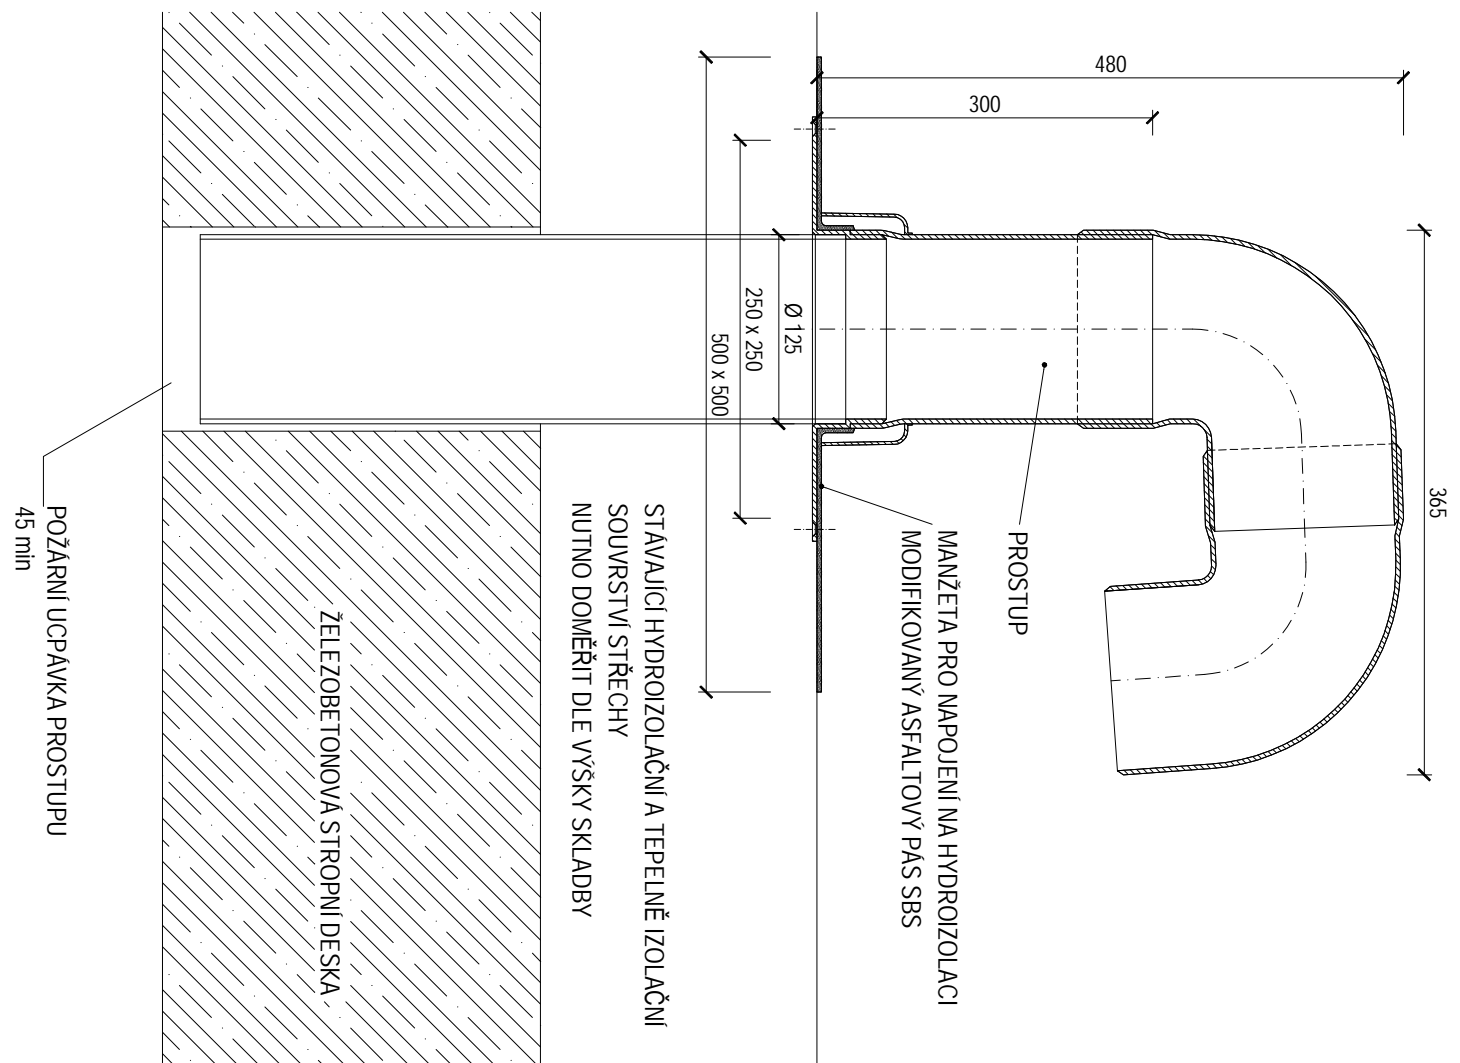 365
480
300
PROSTUP
MANŽETA PRO NAPOJENÍ NA HYDROIZOLACI
MODIFIKOVANÝ ASFALTOVÝ PÁS SBS
Ø 125
250 x 250
500 x 500
STÁVAJÍCÍ HYDROIZOLAČNÍ A TEPELNĚ IZOLAČNÍ
SOUVRSTVÍ STŘECHY
NUTNO DOMĚŘIT DLE VÝŠKY SKLADBY
ŽELEZOBETONOVÁ STROPNÍ DESKA
POŽÁRNÍ UCPÁVKA PROSTUPU
45 min